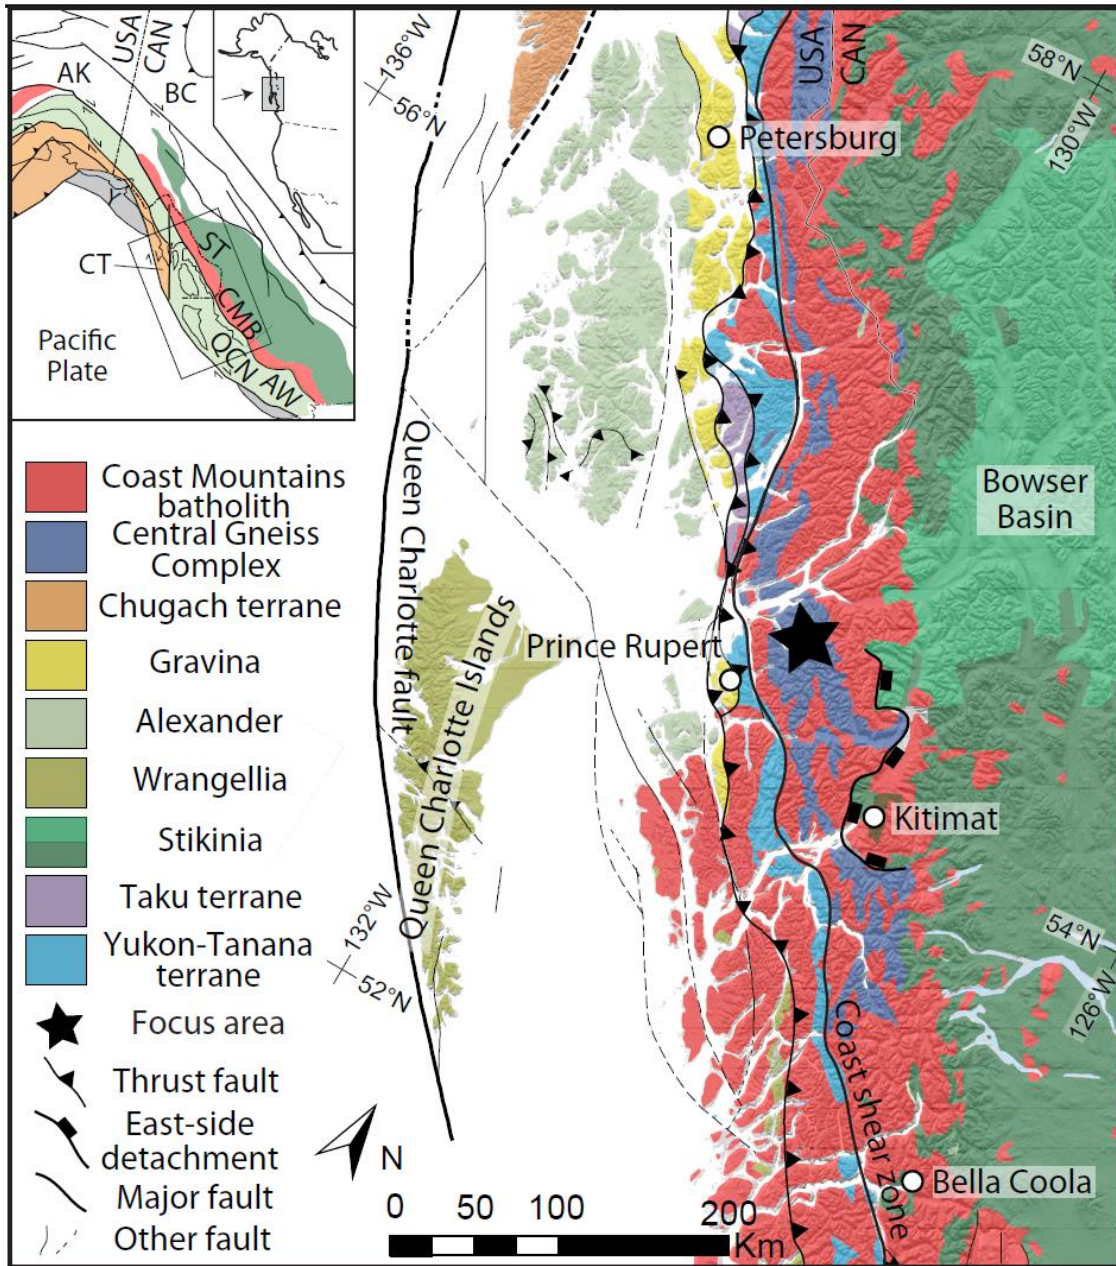 USA
CAN
AK
BC
Y
CT
ST
CMB
QCN
AW
Pacific
Plate
136°W
56°N
USA
CAN
58°N
130°W
Petersburg
Bowser
Basin
Queen Charlotte fault
Queen Charlotte Islands
Queen Charlotte fault
Prince Rupert
Kitimat
132°W
52°N
54°N
126°W
Coast shear zone
Bella Coola
Coast Mountains
batholith
Central Gneiss
Complex
Chugach terrane
Gravina
Alexander
Wrangellia
Stikinia
Taku terrane
Yukon-Tanana
terrane
Focus area
Thrust fault
East-side
detachment
Major fault
Other fault
N
0 50 100 200
Km